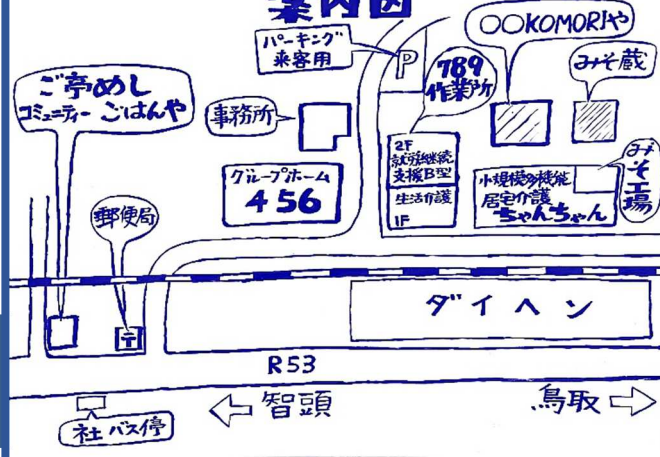 案内図
パーキング
来客用
P
○○KOMORIや
ご亭めし
コミュニティー ごはんや
事務所
789
作業所
みそ蔵
2F
就労継続
支援B型
生活介護
1F
グループホーム
456
小規模多機能
居宅介護
ちゃんちゃん
みそ工場
郵便局
〒
ダイヘン
R53
智頭
鳥取
社 バス停